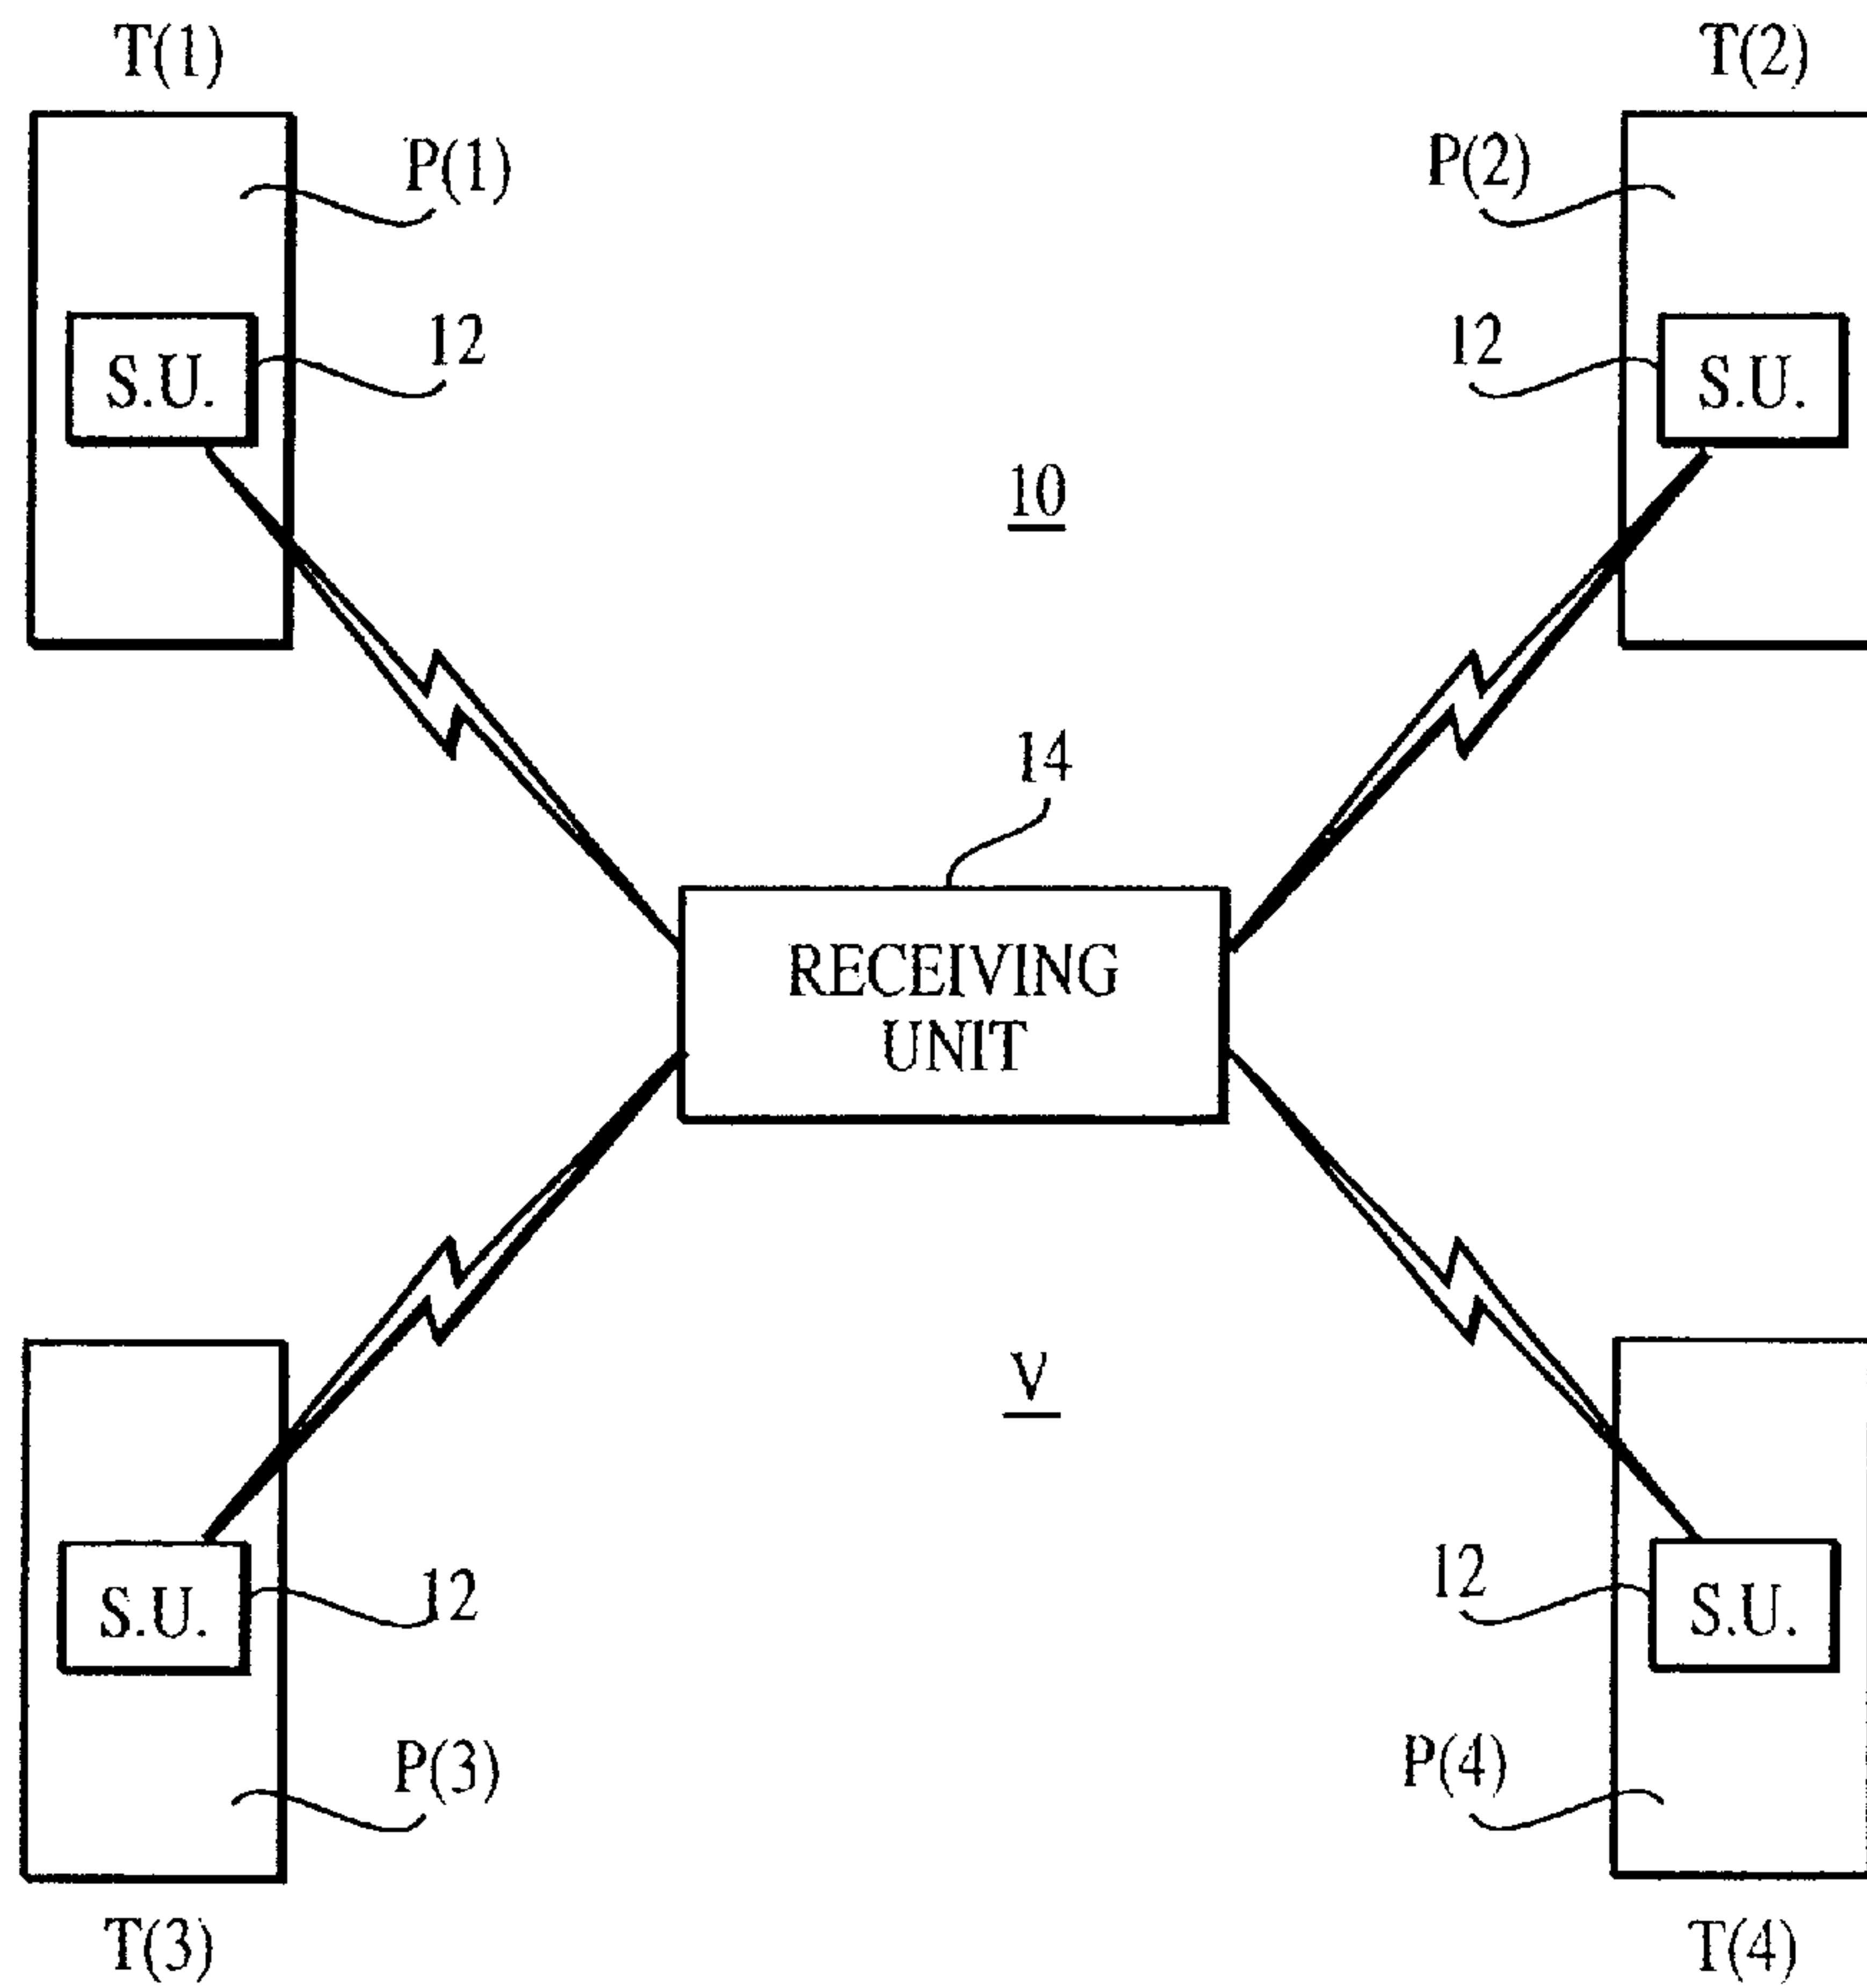 T(1)
T(2)
P(1)
P(2)
12
12
S.U.
S.U.
10
14
RECEIVING
UNIT
V
12
12
S.U.
S.U.
P(3)
P(4)
T(3)
T(4)